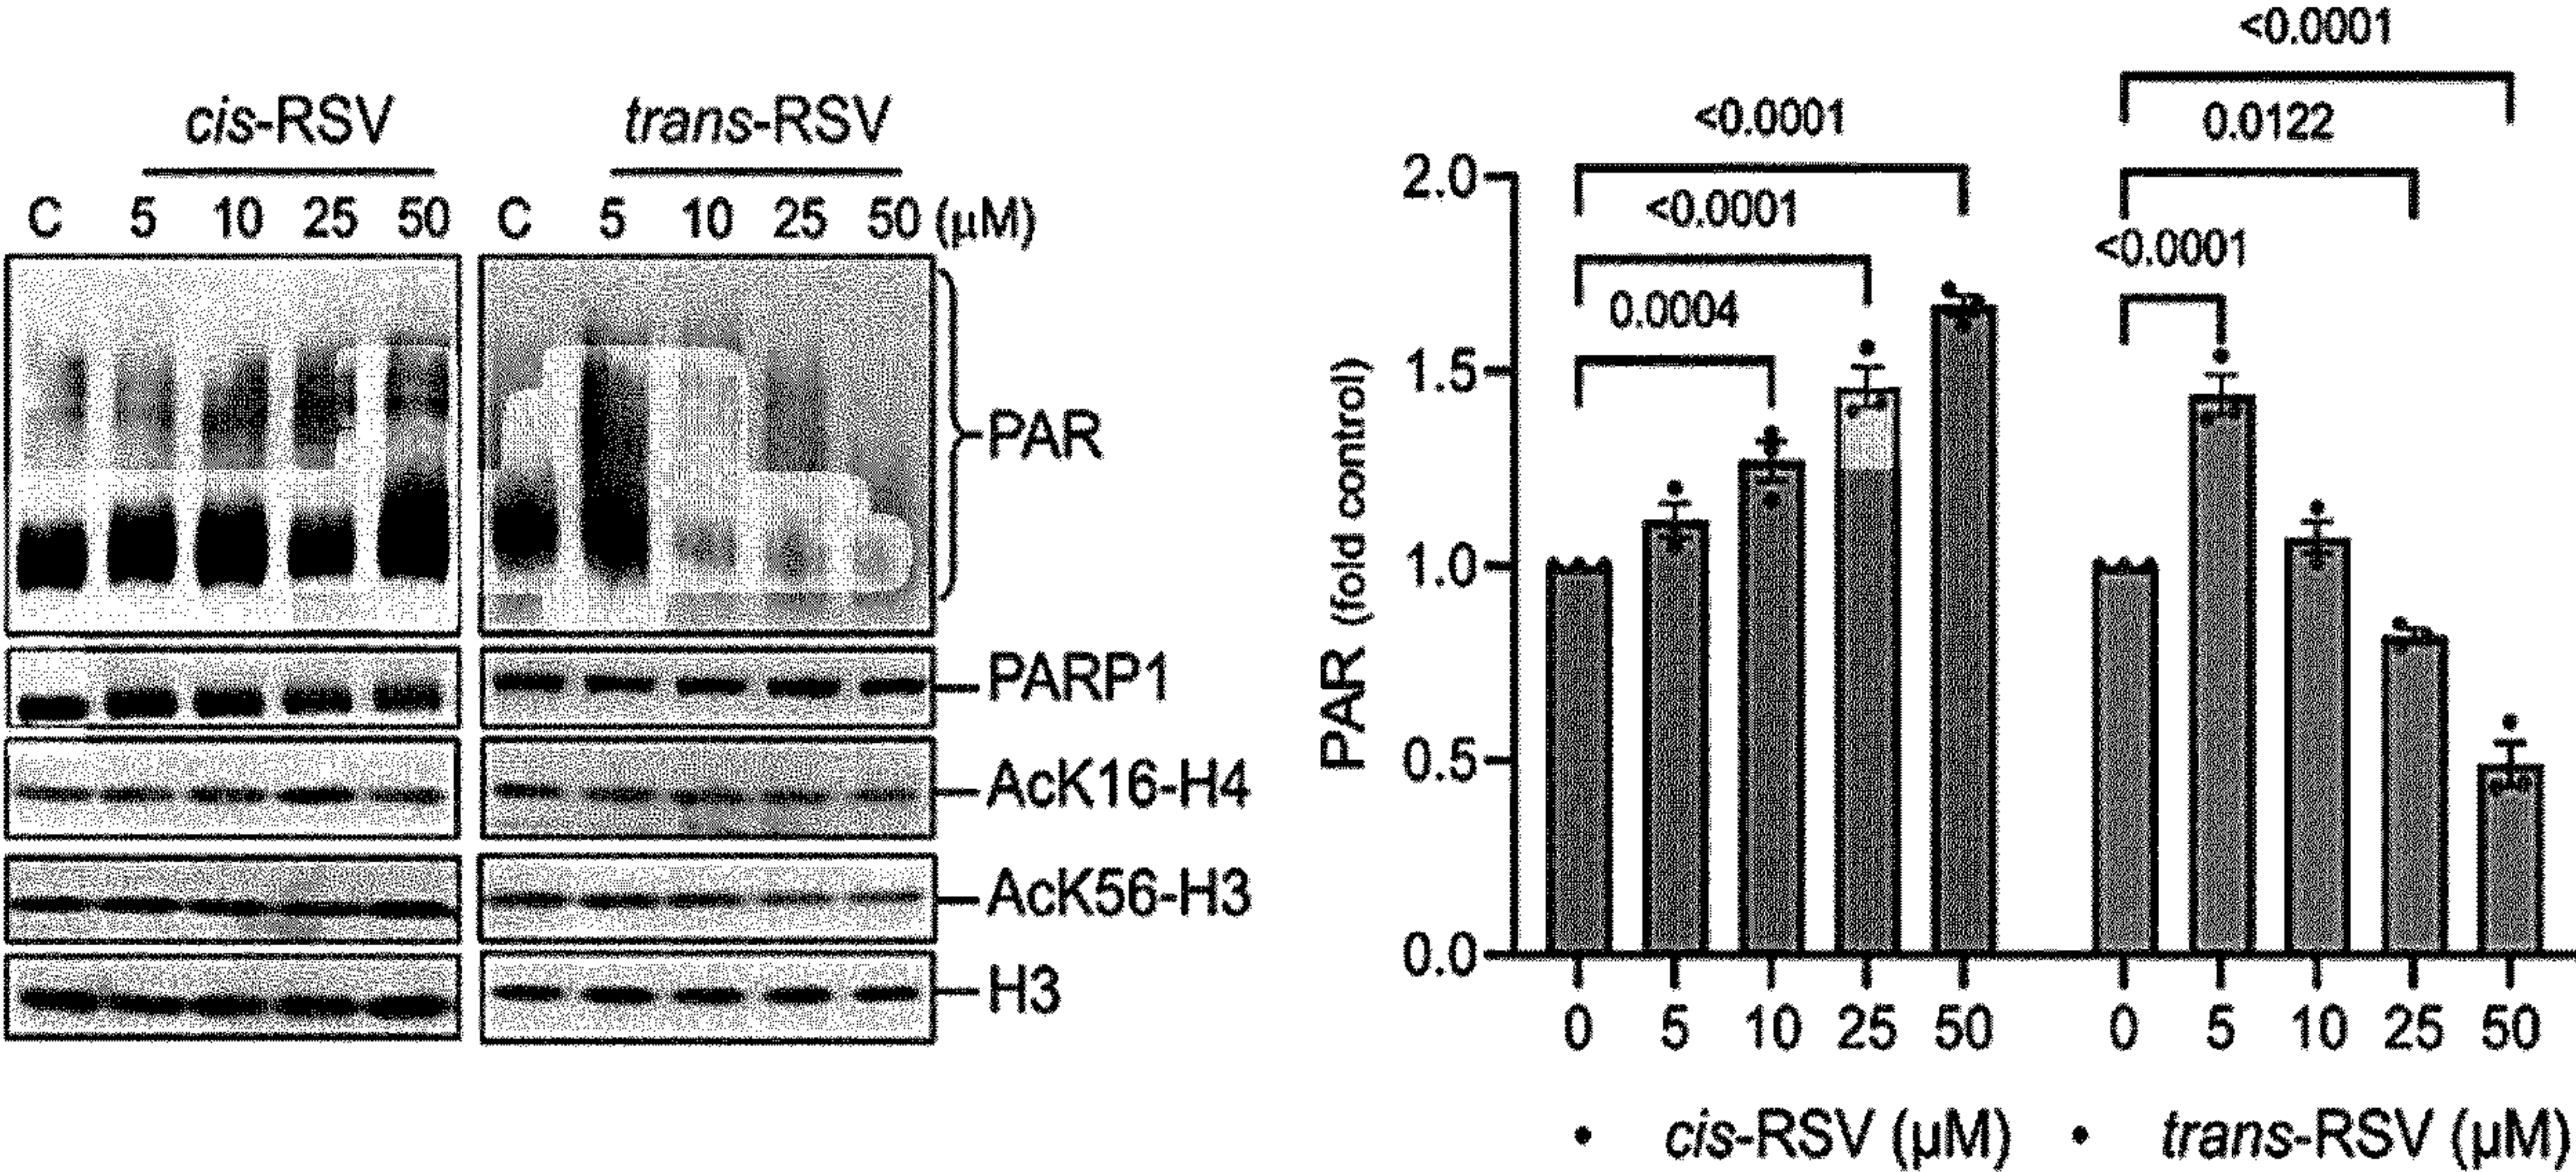 cis-RSV
trans-RSV
C 5 10 25 50 C 5 10 25 50 (µM)
PAR
PARP1
AcK16-H4
AcK56-H3
H3
<0.0001
0.0122
<0.0001
<0.0001
<0.0001
0.0004
PAR (fold control)
2.0
1.5
1.0
0.5
0.0
0 5 10 25 50 0 5 10 25 50
• cis-RSV (µM) • trans-RSV (µM)